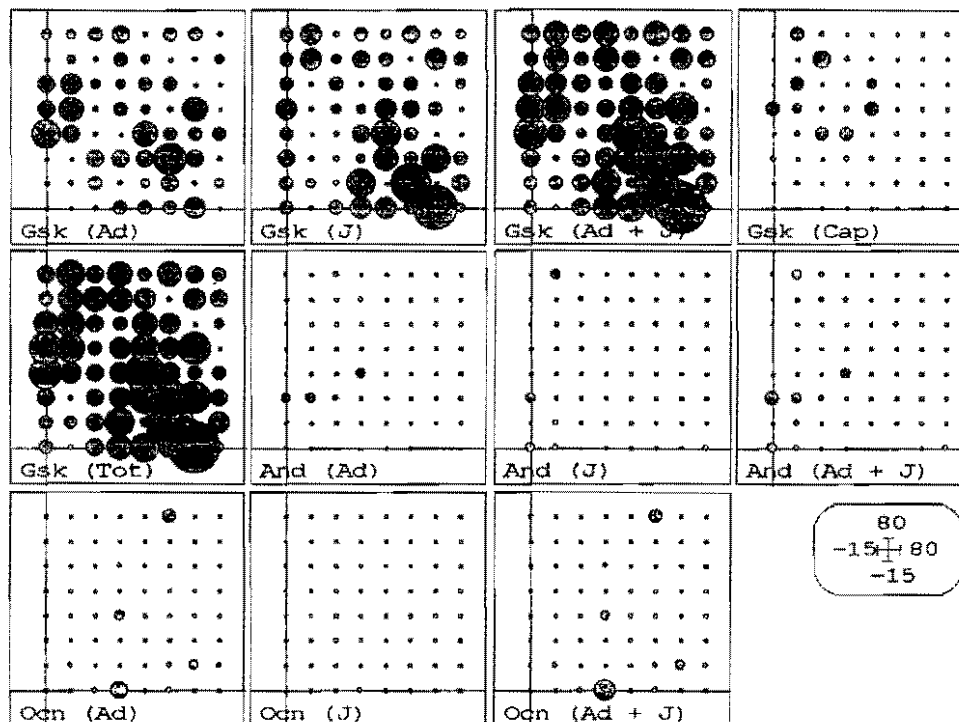 Gsk (Ad)
Gsk (J)
Gsk (Ad + J)
Gsk (Cap)
Gsk (Tot)
And (Ad)
And (J)
And (Ad + J)
80
-15 80
-15
Ocn (Ad)
Ocn (J)
Ocn (Ad + J)